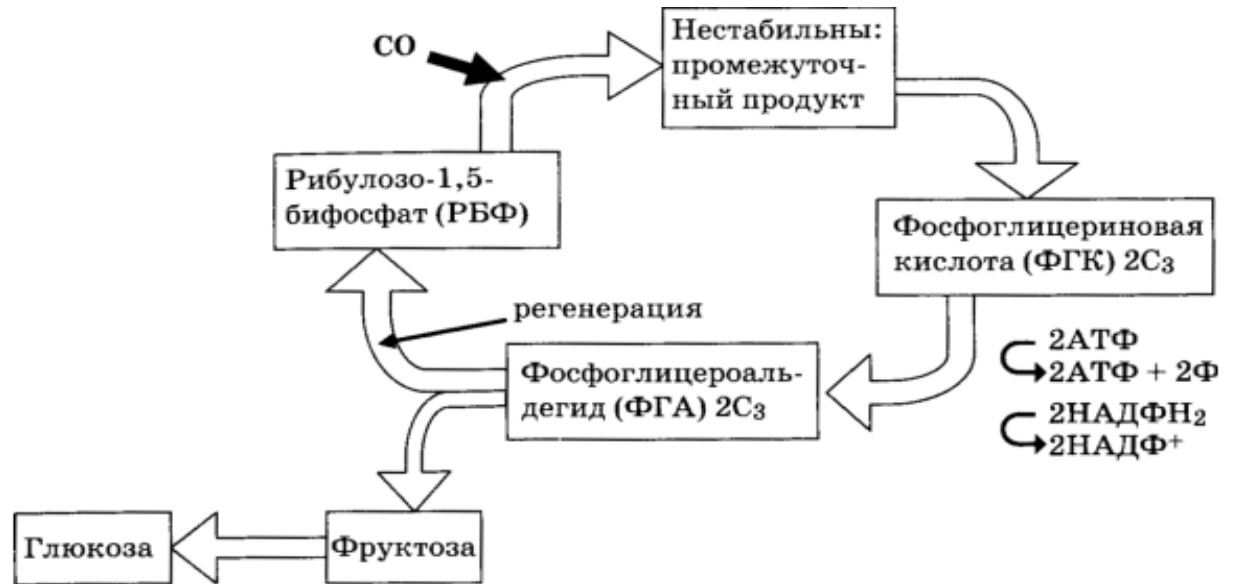 СО
Нестабильны:
промежуточ-
ный продукт
Рибулозо-1,5-
бифосфат (РБФ)
Фосфоглицериновая
кислота (ФГК) 2С₃
регенерация
2АТФ
2АТФ + 2Ф
2НАДФН₂
2НАДФ⁺
Фосфоглицероаль-
дегид (ФГА) 2С₃
Глюкоза
Фруктоза